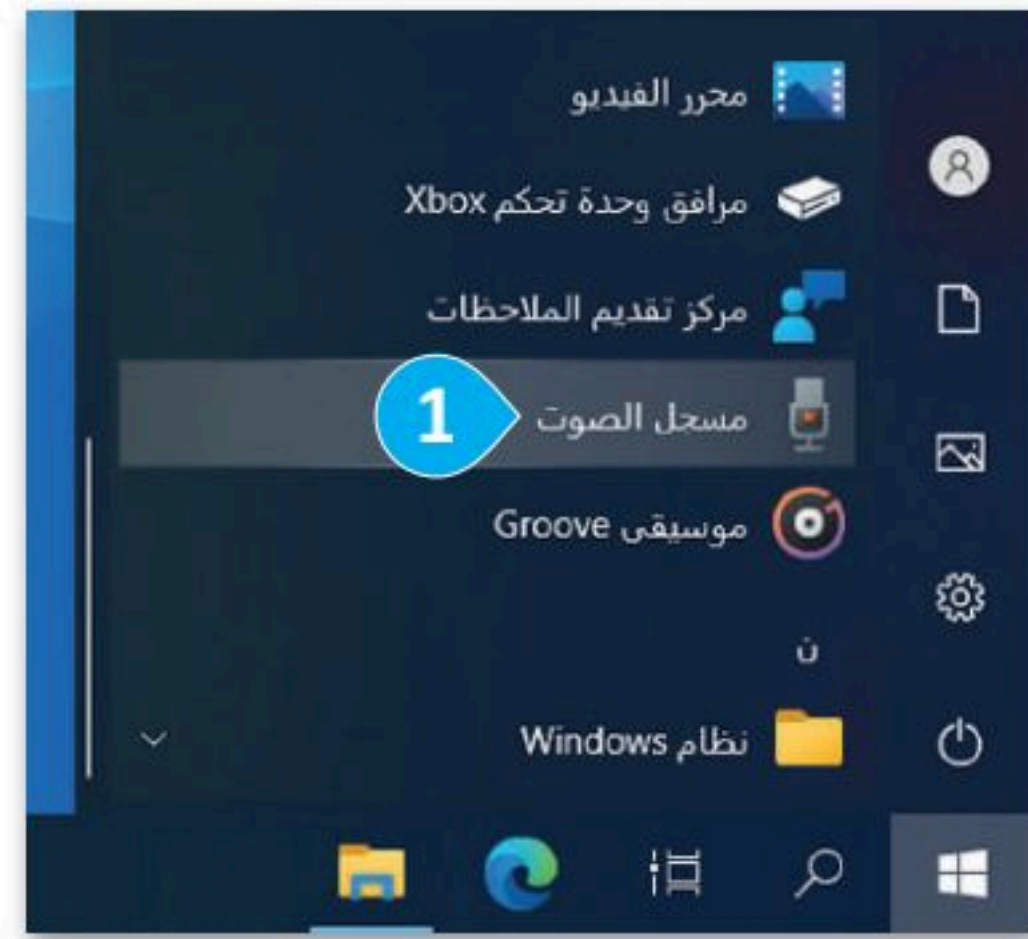 محرر الفيديو
مرافق وحدة تحكم Xbox
مركز تقديم الملاحظات
مسجل الصوت
1
موسيقى Groove
ن
نظام Windows